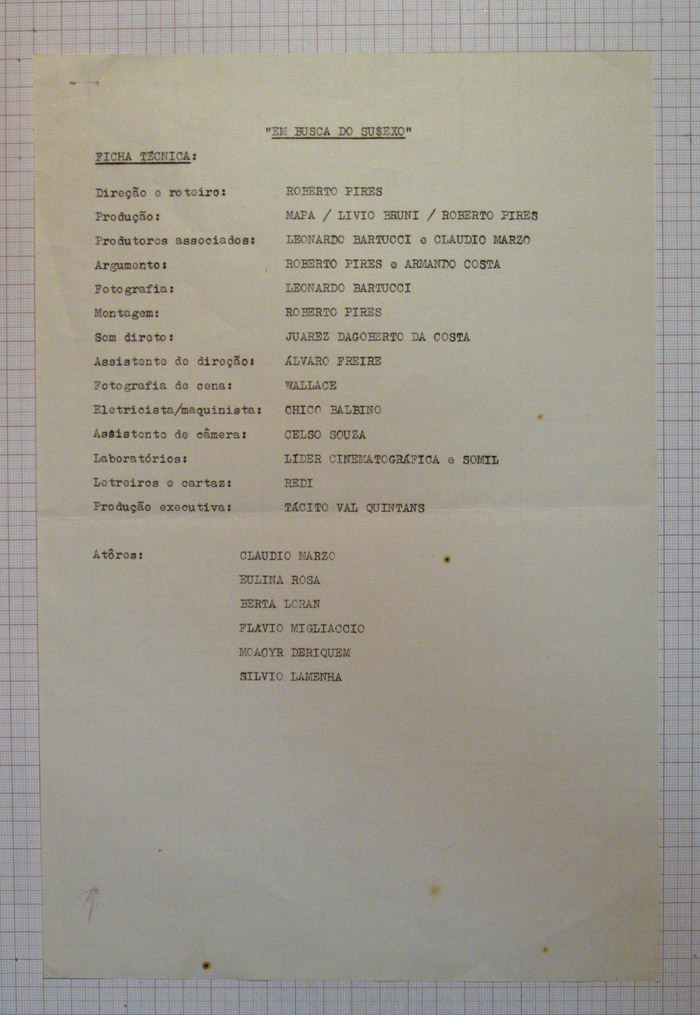 "EM BUSCA DO SU$EXO"
FICHA TÉCNICA:
Direção e roteiro: ROBERTO PIRES
Produção: MAPA / LIVIO BRUNI / ROBERTO PIRES
Produtores associados: LEONARDO BARTUCCI e CLAUDIO MARZO
Argumento: ROBERTO PIRES e ARMANDO COSTA
Fotografia: LEONARDO BARTUCCI
Montagem: ROBERTO PIRES
Som direto: JUAREZ DAGOBERTO DA COSTA
Assistente de direção: ÁLVARO FREIRE
Fotografia de cena: WALLACE
Eletricista/maquinista: CHICO BALBINO
Assistente de câmera: CELSO SOUZA
Laboratórios: LÍDER CINEMATOGRÁFICA e SOMIL
Letreiros e cartaz: REDI
Produção executiva: TÁCITO VAL QUINTANS
Atôres: CLAUDIO MARZO
EULINA ROSA
BERTA LORAN
FLAVIO MIGLIACCIO
MOACYR DERIQUEM
SILVIO LAMENHA